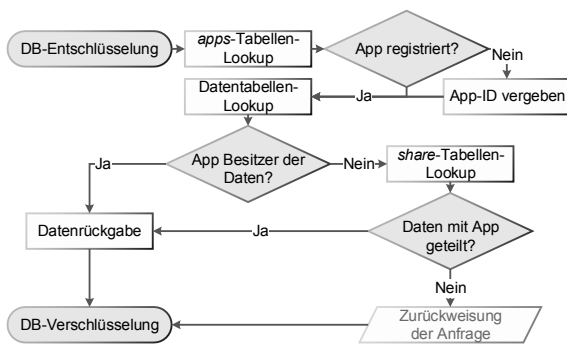 DB-Entschlüsselung
apps-Tabellen-
Lookup
App registriert?
Nein
Datentabellen-
Lookup
Ja
App-ID vergeben
App Besitzer der
Daten?
Ja
Nein
share-Tabellen-
Lookup
Datenrückgabe
Ja
Daten mit App
geteilt?
Nein
DB-Verschlüsselung
Zurückweisung
der Anfrage